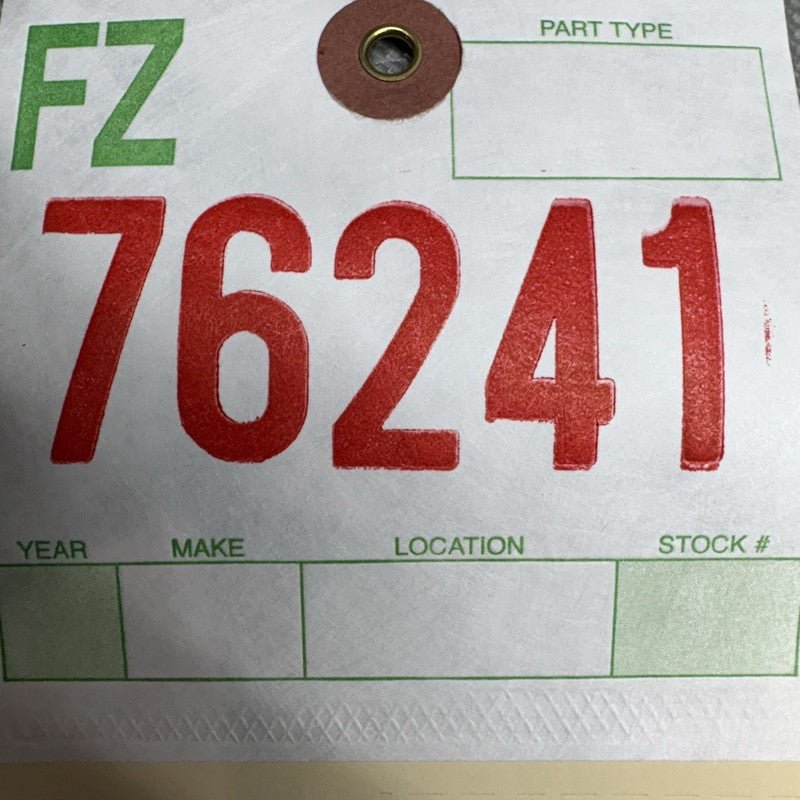 FZ
PART TYPE
76241
YEAR MAKE LOCATION STOCK #